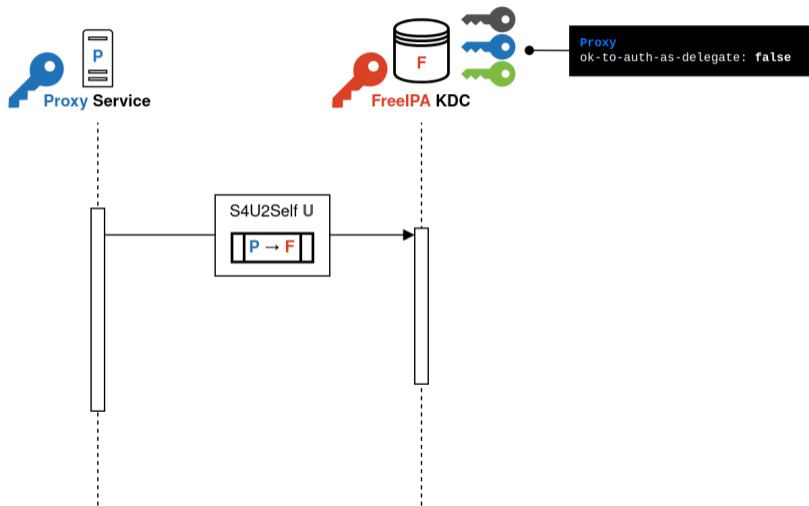 P
Proxy Service
F
FreeIPA KDC
Proxy
ok-to-auth-as-delegate: false
S4U2Self U
P → F